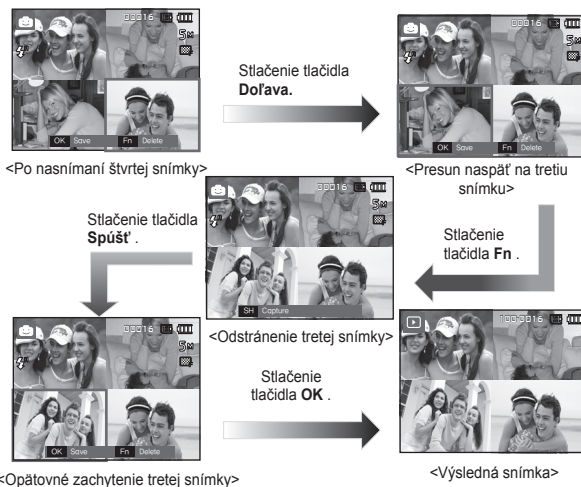 00016
5M
OK Save Fn Delete
<Po nasnímaní štvrtej snímky>
Stlačenie tlačidla
Doľava.
00016
5M
OK Save Fn Delete
<Presun naspäť na tretiu
snímku>
Stlačenie
tlačidla Fn .
00016
5M
SH Capture
<Odstránenie tretej snímky>
Stlačenie tlačidla
Spúšť .
00016
5M
OK Save Fn Delete
<Opätovné zachytenie tretej snímky>
Stlačenie
tlačidla OK .
100-0016
<Výsledná snímka>